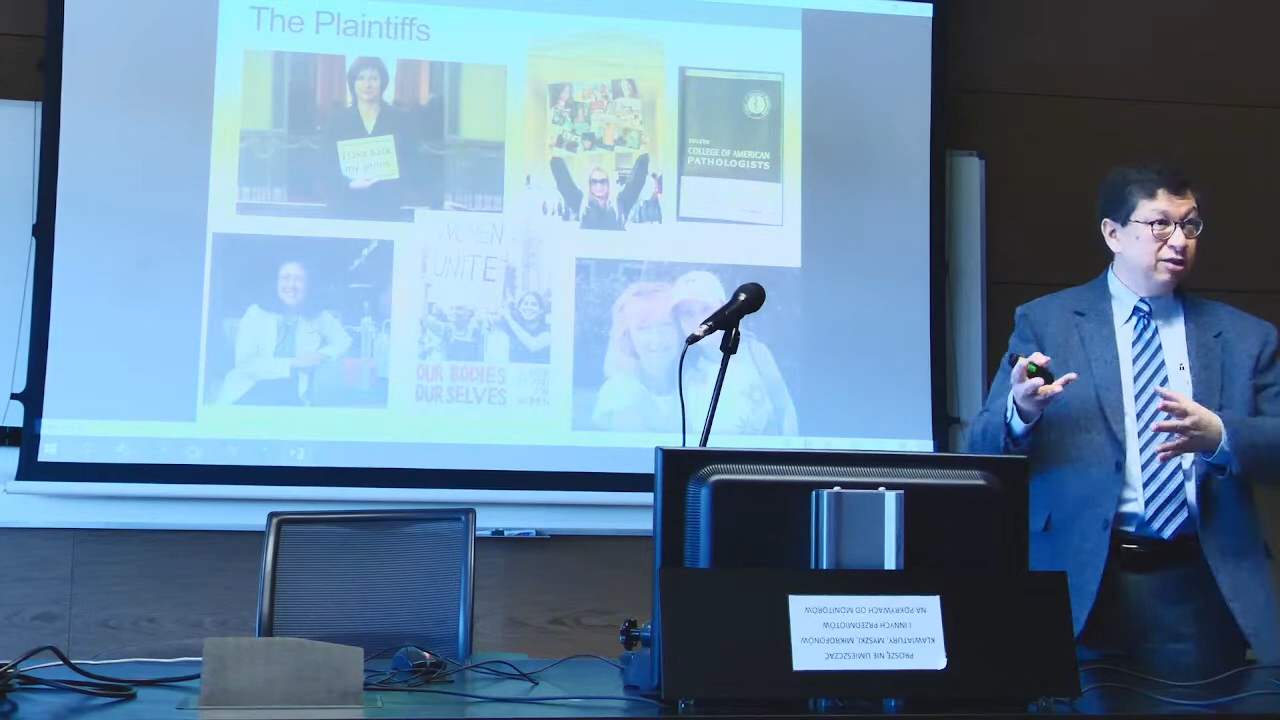 The Plaintiffs
I take back
my genes
COLLEGE OF AMERICAN
PATHOLOGISTS
UNITE
OUR BODIES
OURSELVES
WOMEN
PROSZĘ NIE UMIESZCZAĆ
KLAWIATURY, MYSZKI, MIKROFONÓW
I INNYCH PRZEDMIOTÓW
NA POKRYWACH OD MONITORÓW